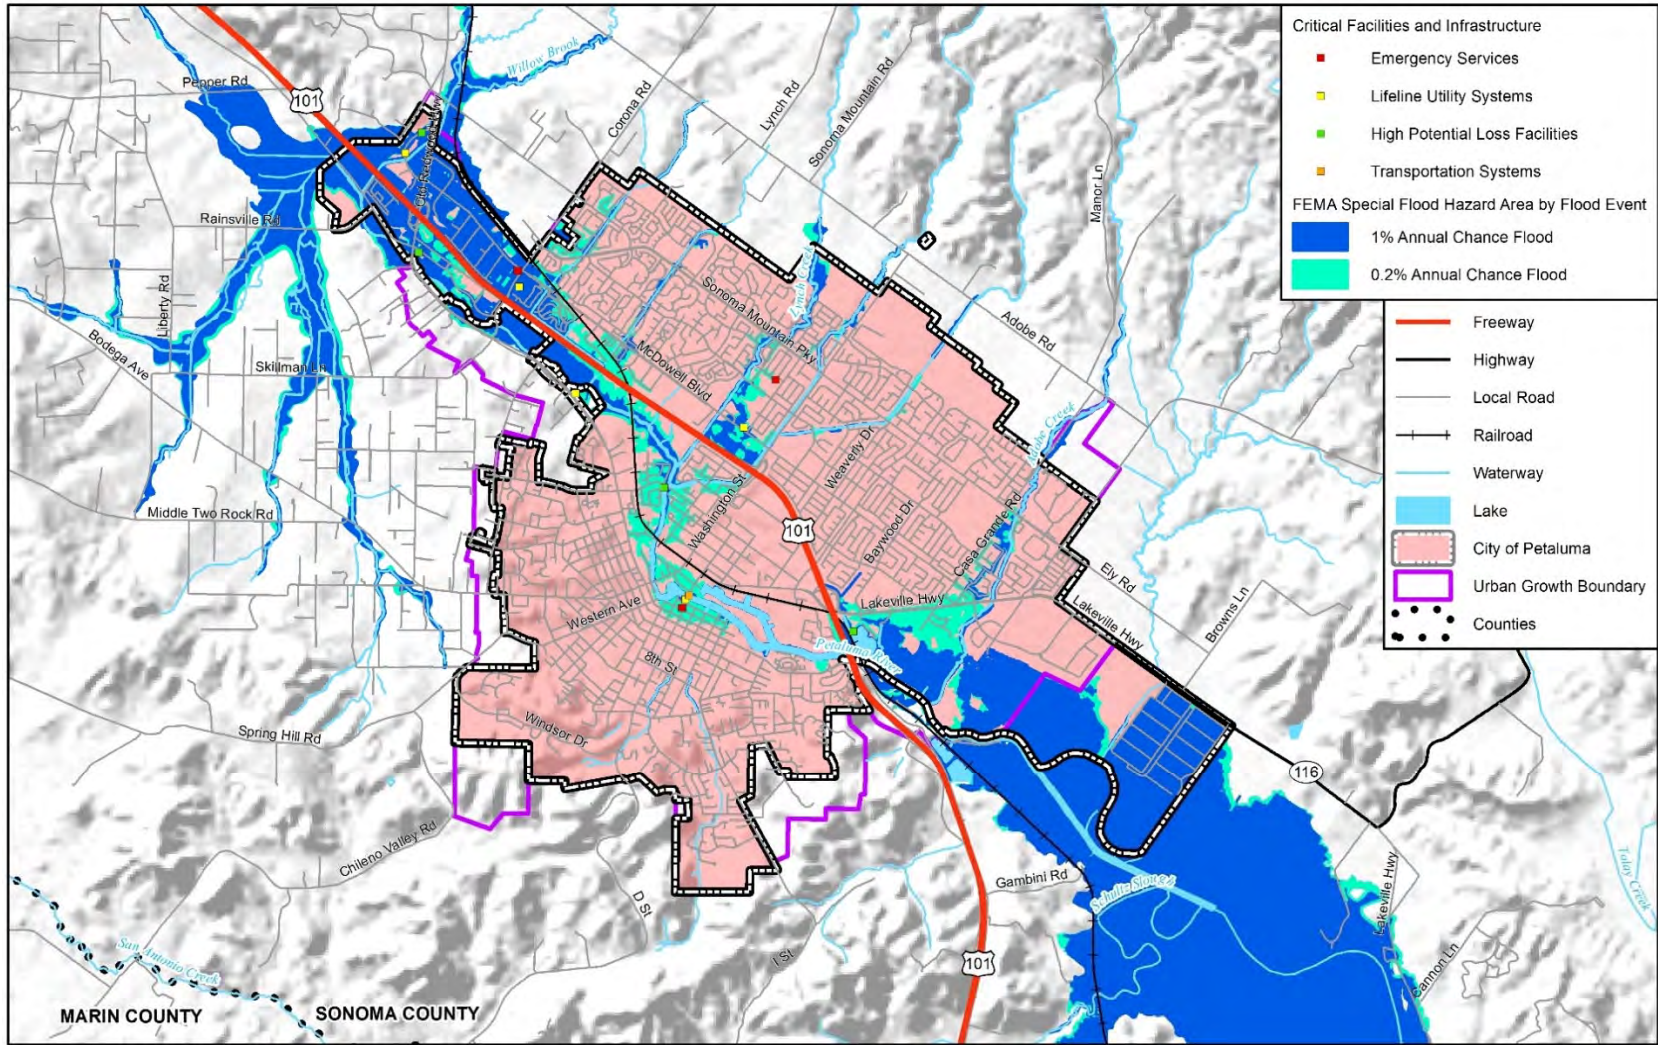 Critical Facilities and Infrastructure
Emergency Services
Lifeline Utility Systems
High Potential Loss Facilities
Transportation Systems
FEMA Special Flood Hazard Area by Flood Event
1% Annual Chance Flood
0.2% Annual Chance Flood
Freeway
Highway
Local Road
Railroad
Waterway
Lake
City of Petaluma
Urban Growth Boundary
Counties
Willow Brook
Pepper Rd
101
Corona Rd
Lynch Rd
Sonoma Mountain Rd
Old Redwood Hwy
Manor Ln
Rainsville Rd
Liberty Rd
Lynch Creek
Sonoma Mountain Pky
Adobe Rd
Bodega Ave
Skillman Ln
McDowell Blvd
Adobe Creek
Weaverly Dr
Washington St
Middle Two Rock Rd
101
Baywood Dr
Casa Grande Rd
Ely Rd
Browns Ln
Western Ave
Lakeville Hwy
Lakeville Hwy
Petaluma River
8th St
Windsor Dr
Spring Hill Rd
116
Chileno Valley Rd
Gambini Rd
Schultz Slough
Tolay Creek
D St
I St
Lakeville Hwy
Cannon Ln
San Antonio Creek
101
MARIN COUNTY
SONOMA COUNTY